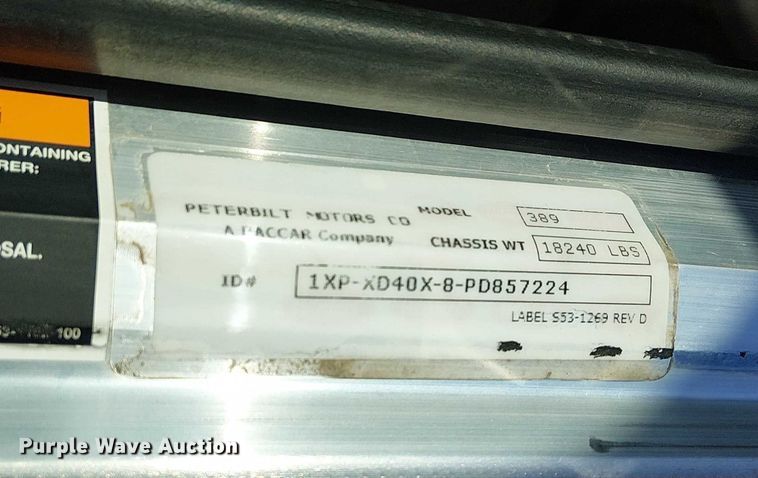 ONTAINING
RER:
OSAL.
100
PETERBILT MOTORS CO MODEL 389
A PACCAR Company CHASSIS WT 18240 LBS
ID# 1XP-XD40X-8-PD857224
LABEL S53-1269 REV D
Purple Wave Auction